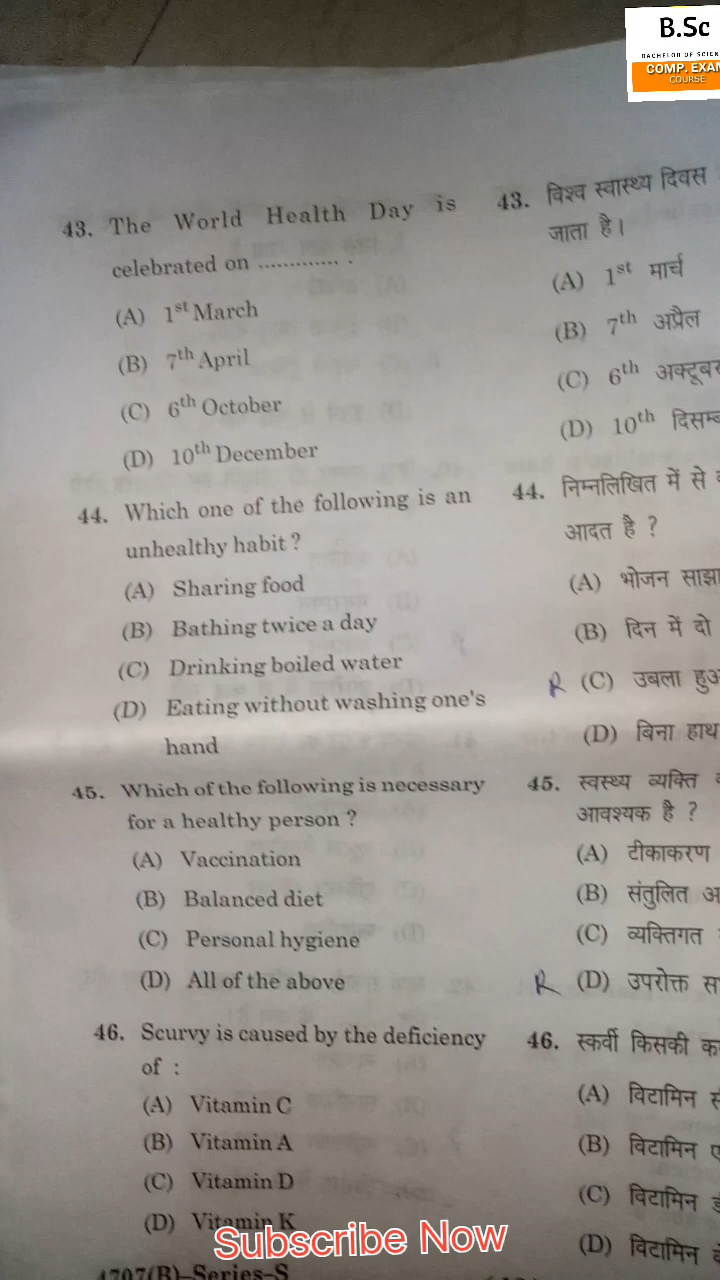 B.Sc
BACHELOR OF SCIEN
COMP. EXAM
COURSE
43. The World Health Day is
celebrated on ............. .
(A) 1st March
(B) 7th April
(C) 6th October
(D) 10th December
44. Which one of the following is an
unhealthy habit ?
(A) Sharing food
(B) Bathing twice a day
(C) Drinking boiled water
(D) Eating without washing one's
hand
45. Which of the following is necessary
for a healthy person ?
(A) Vaccination
(B) Balanced diet
(C) Personal hygiene
(D) All of the above
46. Scurvy is caused by the deficiency
of :
(A) Vitamin C
(B) Vitamin A
(C) Vitamin D
(D) Vitamin K
4707(B)–Series–S
43. विश्व स्वास्थ्य दिवस
जाता है।
(A) 1st मार्च
(B) 7th अप्रैल
(C) 6th अक्टूबर
(D) 10th
44. निम्नलिखित में से
आदत है ?
(A) भोजन साझा
(B) दिन में दो
R (C) उबला
(D) बिना हाथ
45. स्वस्थ्य व्यक्ति
आवश्यक है ?
(A) टीकाकरण
(B) संतुलित
(C) व्यक्तिगत
R (D) उपरोक्त
46. स्कर्वी किसकी
(A) विटामिन
(B) विटामिन
(C) विटामिन
(D) विटामिन
Subscribe Now